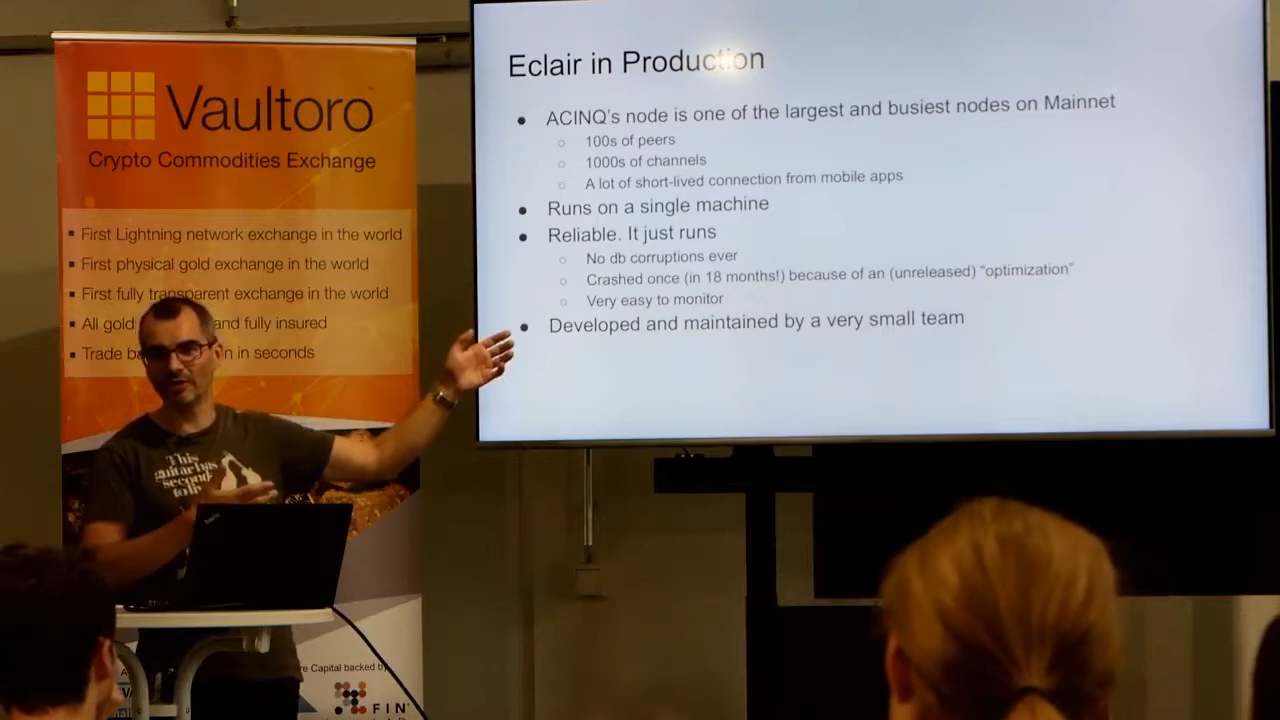 Vaultoro
Crypto Commodities Exchange
First Lightning network exchange in the world
First physical gold exchange in the world
First fully transparent exchange in the world
All gold and fully insured
Trade in seconds
This
guitar has
second
Eclair in Production
ACINQ's node is one of the largest and busiest nodes on Mainnet
100s of peers
1000s of channels
A lot of short-lived connection from mobile apps
Runs on a single machine
Reliable. It just runs
No db corruptions ever
Crashed once (in 18 months!) because of an (unreleased) “optimization”
Very easy to monitor
Developed and maintained by a very small team
Capital backed by
FIN